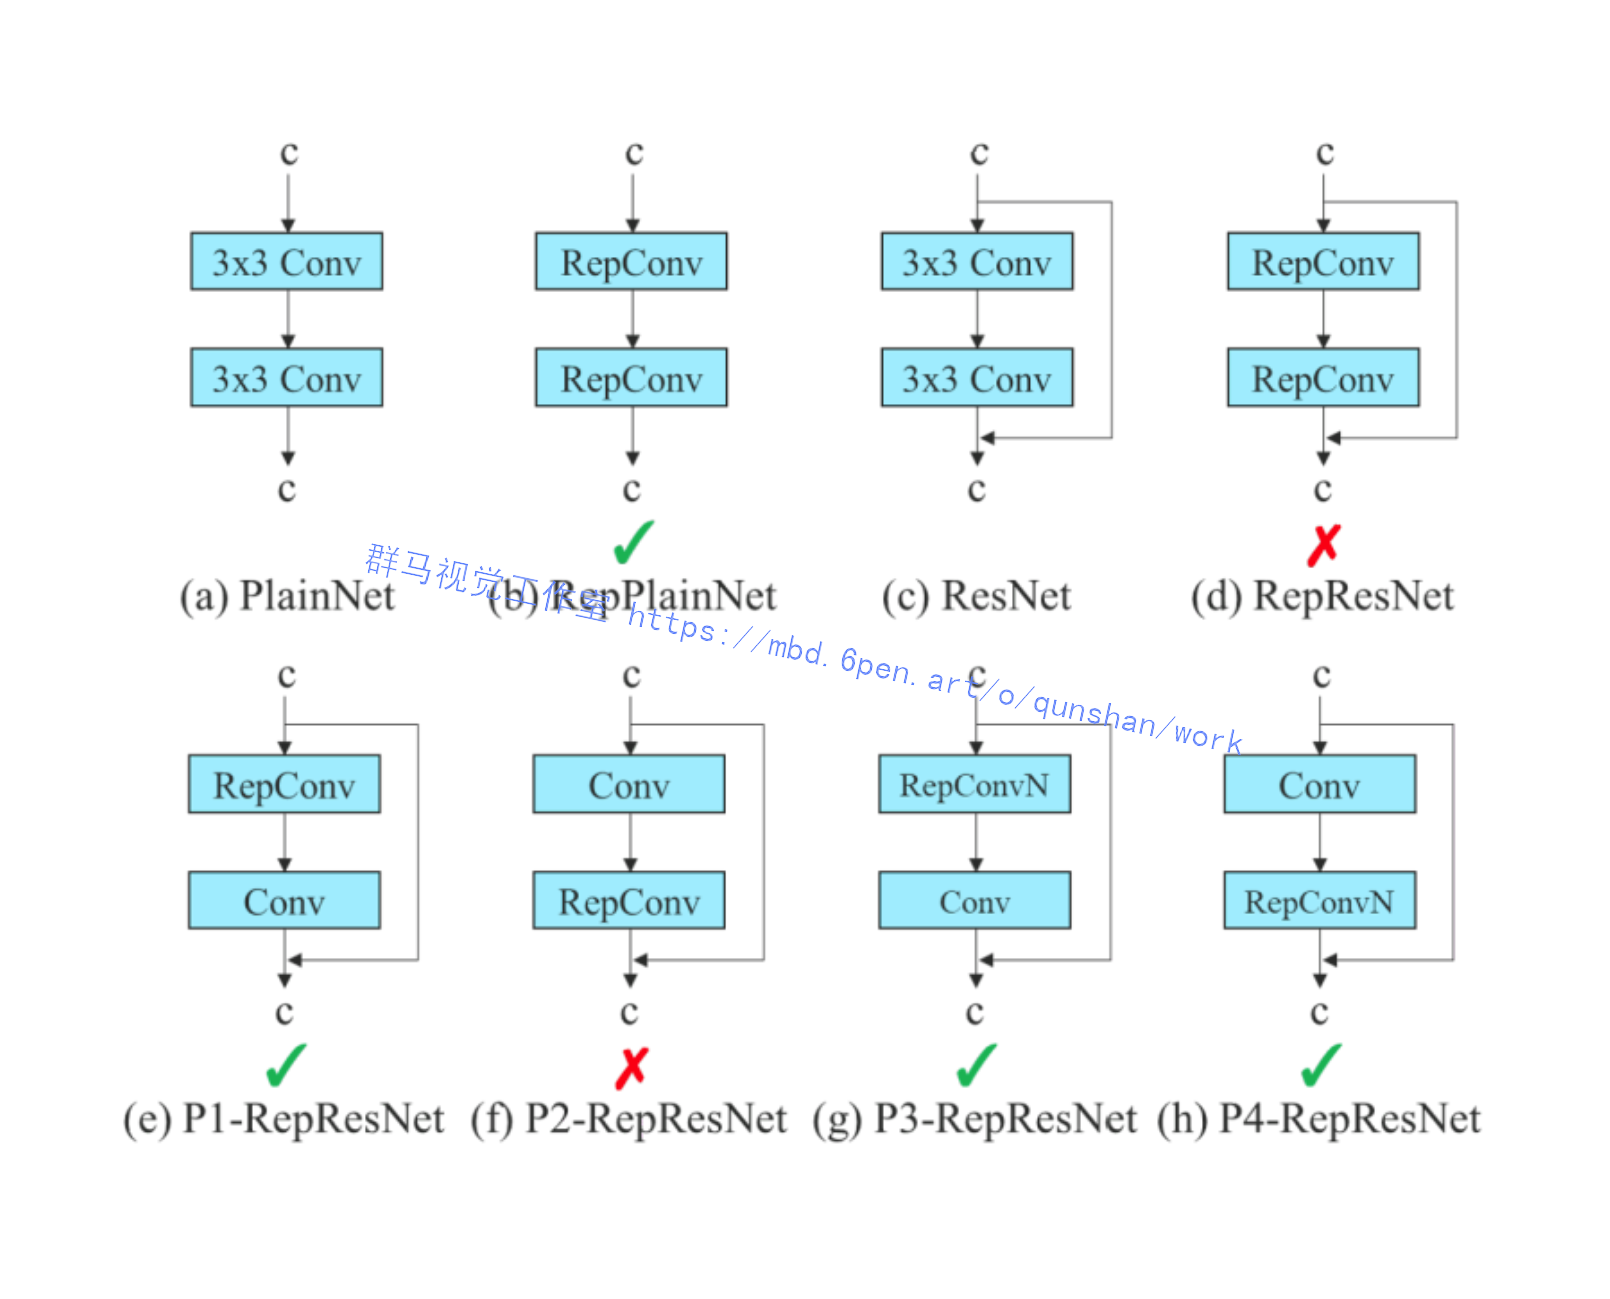 c c c c
3x3 Conv RepConv 3x3 Conv RepConv
3x3 Conv RepConv 3x3 Conv RepConv
c c c c
✓ ✗
(a) PlainNet (b) RepPlainNet (c) ResNet (d) RepResNet
群马视觉工作室 https://mbd.6pen.art/o/qunshan/work
c c c c
RepConv Conv RepConvN Conv
Conv RepConv Conv RepConvN
c c c c
✓ ✗ ✓ ✓
(e) P1-RepResNet (f) P2-RepResNet (g) P3-RepResNet (h) P4-RepResNet